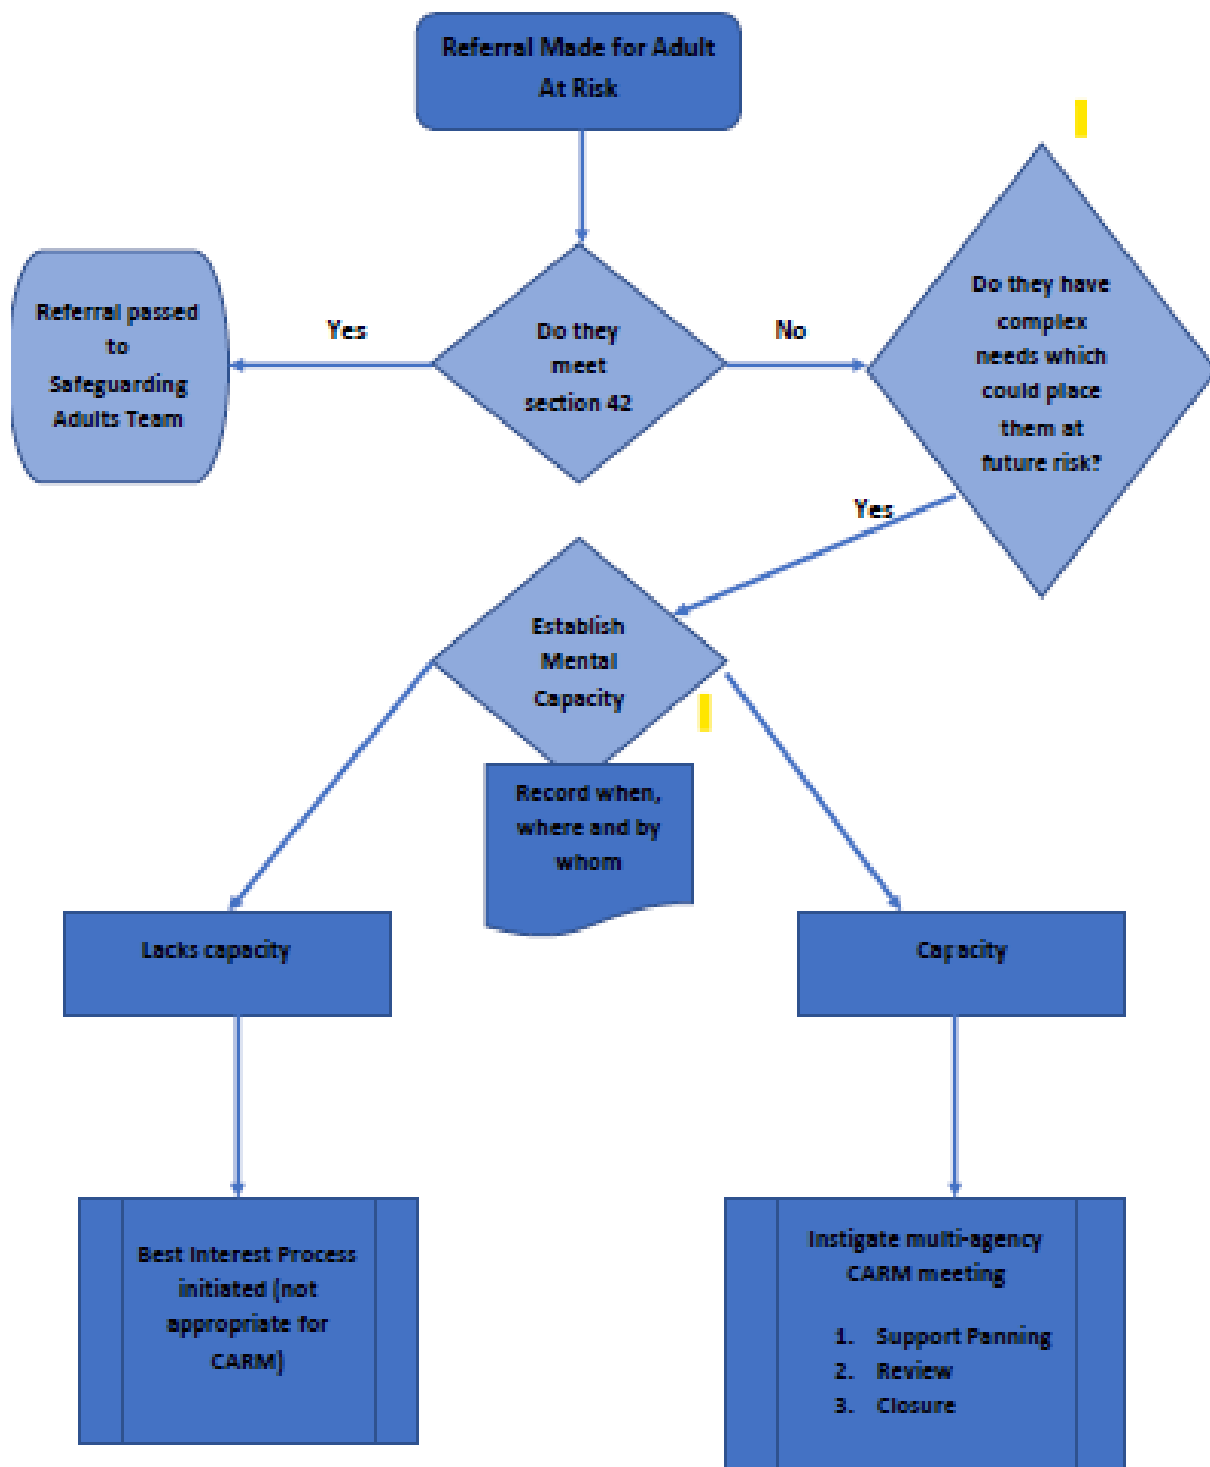 Referral Made for Adult
At Risk
Do they
meet
section 42
Yes
No
Referral passed
to
Safeguarding
Adults Team
Do they have
complex
needs which
could place
them at
future risk?
Yes
Establish
Mental
Capacity
Record when,
where and by
whom
Lacks capacity
Capacity
Best Interest Process
initiated (not
appropriate for
CARM)
Instigate multi-agency
CARM meeting
1. Support Panning
2. Review
3. Closure